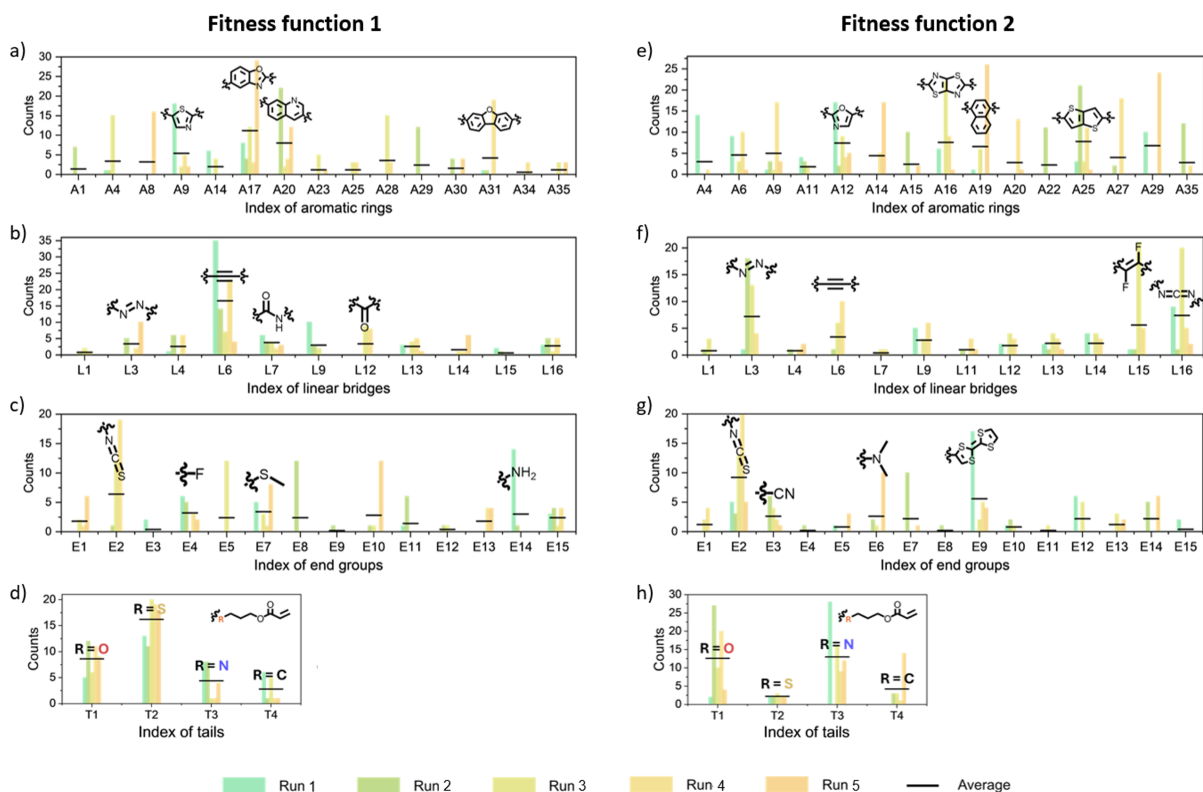 Fitness function 1
Fitness function 2
a)
30
25
20
15
10
5
0
Counts
S
N
O
N
N
O
A1 A4 A8 A9 A14 A17 A20 A23 A25 A28 A29 A30 A31 A34 A35
Index of aromatic rings
e)
25
20
15
10
5
0
Counts
O
N
N S
S N
S
S
A4 A6 A9 A11 A12 A14 A15 A16 A19 A20 A22 A25 A27 A29 A35
Index of aromatic rings
b)
35
30
25
20
15
10
5
0
Counts
N N
O
N
H
O
L1 L3 L4 L6 L7 L9 L12 L13 L14 L15 L16
Index of linear bridges
f)
20
15
10
5
0
Counts
N N
F
F
N=C=N
L1 L3 L4 L6 L7 L9 L11 L12 L13 L14 L15 L16
Index of linear bridges
c)
20
15
10
5
0
Counts
N
C
S
F
S
NH2
E1 E2 E3 E4 E5 E7 E8 E9 E10 E11 E12 E13 E14 E15
Index of end groups
g)
20
15
10
5
0
Counts
N
C
S
CN
N
S S
S S
E1 E2 E3 E4 E5 E6 E7 E8 E9 E10 E11 E12 E13 E14 E15
Index of end groups
d)
20
15
10
5
0
Counts
R = O
R = S
R = N
R = C
R
O
O
T1 T2 T3 T4
Index of tails
h)
30
25
20
15
10
5
0
Counts
R = O
R = S
R = N
R = C
R
O
O
T1 T2 T3 T4
Index of tails
Run 1 Run 2 Run 3 Run 4 Run 5 Average